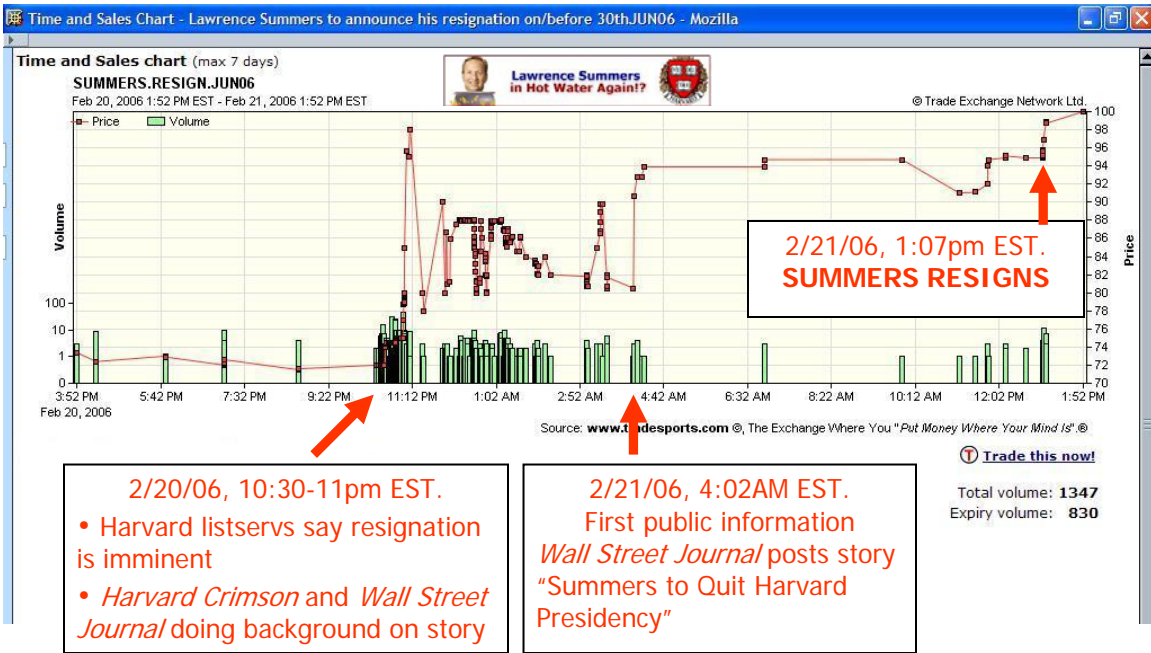 Time and Sales Chart - Lawrence Summers to announce his resignation on/before 30thJUN06 - Mozilla
Time and Sales chart (max 7 days)
SUMMERS.RESIGN.JUN06
Feb 20, 2006 1:52 PM EST - Feb 21, 2006 1:52 PM EST
Lawrence Summers
in Hot Water Again!?
© Trade Exchange Network Ltd.
Price Volume
100
98
96
94
92
90
88
86
84
82
80
78
76
74
72
70
Price
Volume
100
10
1
0
2/21/06, 1:07pm EST.
SUMMERS RESIGNS
3:52 PM 5:42 PM 7:32 PM 9:22 PM 11:12 PM 1:02 AM 2:52 AM 4:42 AM 6:32 AM 8:22 AM 10:12 AM 12:02 PM 1:52 PM
Feb 20, 2006
Source: www.tradesports.com ©, The Exchange Where You "Put Money Where Your Mind Is".®
T Trade this now!
Total volume: 1347
Expiry volume: 830
2/20/06, 10:30-11pm EST.
• Harvard listservs say resignation
is imminent
• Harvard Crimson and Wall Street
Journal doing background on story
2/21/06, 4:02AM EST.
First public information
Wall Street Journal posts story
“Summers to Quit Harvard
Presidency”